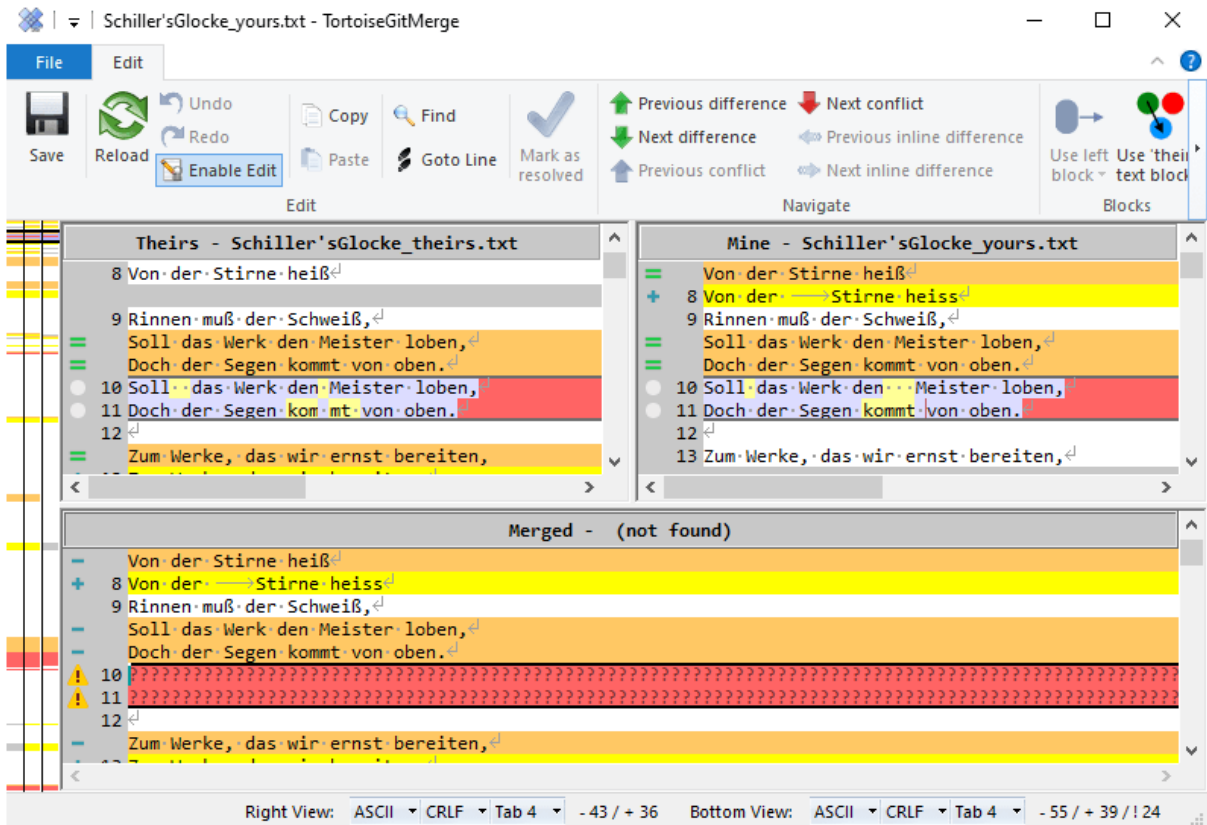 Schiller'sGlocke_yours.txt - TortoiseGitMerge
File Edit
Save
Reload
Undo
Redo
Enable Edit
Copy
Paste
Find
Goto Line
Mark as
resolved
Previous difference
Next difference
Previous conflict
Next conflict
Previous inline difference
Next inline difference
Use left
block
Use 'their
text block
Edit Navigate Blocks
Theirs - Schiller'sGlocke_theirs.txt
8 Von·der·Stirne·heiß
9 Rinnen·muß·der·Schweiß,
Soll·das·Werk·den·Meister·loben,
Doch·der·Segen·kommt·von·oben.
10 Soll··das·Werk·den·Meister·loben,
11 Doch·der·Segen·kom·mt·von·oben.
12
Zum·Werke,·das·wir·ernst·bereiten,
Mine - Schiller'sGlocke_yours.txt
Von·der·Stirne·heiß
8 Von·der·⟶Stirne·heiss
9 Rinnen·muß·der·Schweiß,
Soll·das·Werk·den·Meister·loben,
Doch·der·Segen·kommt·von·oben.
10 Soll·das·Werk·den···Meister·loben,
11 Doch·der·Segen·kommt·von·oben.
12
13 Zum·Werke,·das·wir·ernst·bereiten,
Merged - (not found)
Von·der·Stirne·heiß
8 Von·der·⟶Stirne·heiss
9 Rinnen·muß·der·Schweiß,
Soll·das·Werk·den·Meister·loben,
Doch·der·Segen·kommt·von·oben.
10 ????????????????????????????????????????????????????????????????????????????????
11 ????????????????????????????????????????????????????????????????????????????????
12
Zum·Werke,·das·wir·ernst·bereiten,
Right View: ASCII CRLF Tab 4 - 43 / + 36 Bottom View: ASCII CRLF Tab 4 - 55 / + 39 / ! 24